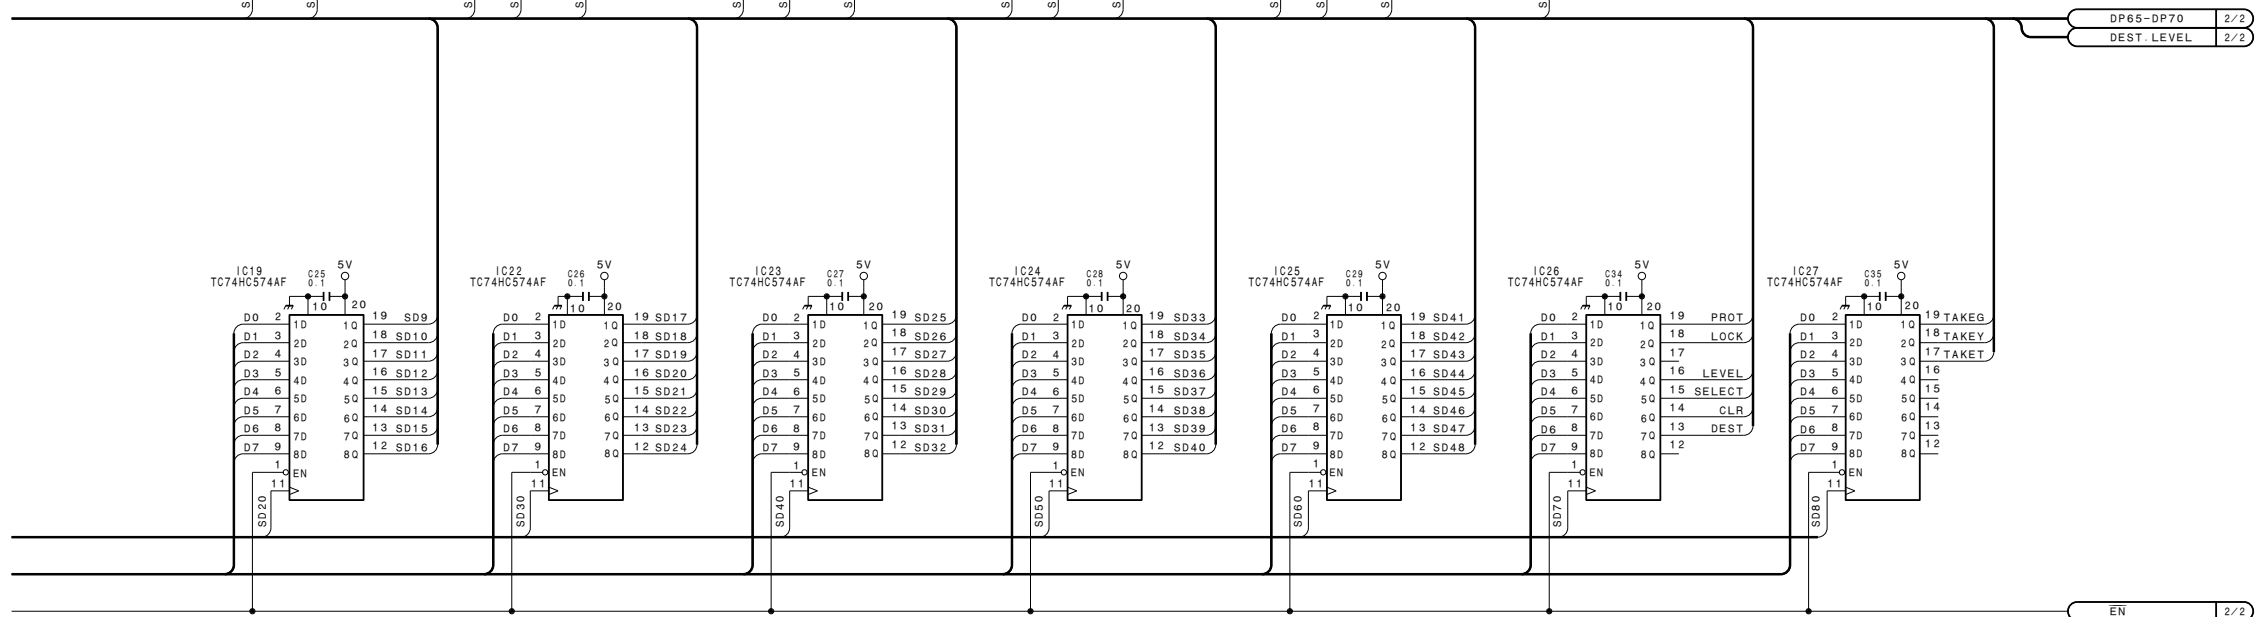 S S S S S S S S S S S S S S S
DP65-DP70 2/2
DEST.LEVEL 2/2
IC19
TC74HC574AF
C25
0.1
5V
10 20
D0 2 1D 1Q 19 SD9
D1 3 2D 2Q 18 SD10
D2 4 3D 3Q 17 SD11
D3 5 4D 4Q 16 SD12
D4 6 5D 5Q 15 SD13
D5 7 6D 6Q 14 SD14
D6 8 7D 7Q 13 SD15
D7 9 8D 8Q 12 SD16
1 EN
11
SD20
IC22
TC74HC574AF
C26
0.1
5V
10 20
D0 2 1D 1Q 19 SD17
D1 3 2D 2Q 18 SD18
D2 4 3D 3Q 17 SD19
D3 5 4D 4Q 16 SD20
D4 6 5D 5Q 15 SD21
D5 7 6D 6Q 14 SD22
D6 8 7D 7Q 13 SD23
D7 9 8D 8Q 12 SD24
1 EN
11
SD30
IC23
TC74HC574AF
C27
0.1
5V
10 20
D0 2 1D 1Q 19 SD25
D1 3 2D 2Q 18 SD26
D2 4 3D 3Q 17 SD27
D3 5 4D 4Q 16 SD28
D4 6 5D 5Q 15 SD29
D5 7 6D 6Q 14 SD30
D6 8 7D 7Q 13 SD31
D7 9 8D 8Q 12 SD32
1 EN
11
SD40
IC24
TC74HC574AF
C28
0.1
5V
10 20
D0 2 1D 1Q 19 SD33
D1 3 2D 2Q 18 SD34
D2 4 3D 3Q 17 SD35
D3 5 4D 4Q 16 SD36
D4 6 5D 5Q 15 SD37
D5 7 6D 6Q 14 SD38
D6 8 7D 7Q 13 SD39
D7 9 8D 8Q 12 SD40
1 EN
11
SD50
IC25
TC74HC574AF
C29
0.1
5V
10 20
D0 2 1D 1Q 19 SD41
D1 3 2D 2Q 18 SD42
D2 4 3D 3Q 17 SD43
D3 5 4D 4Q 16 SD44
D4 6 5D 5Q 15 SD45
D5 7 6D 6Q 14 SD46
D6 8 7D 7Q 13 SD47
D7 9 8D 8Q 12 SD48
1 EN
11
SD60
IC26
TC74HC574AF
C34
0.1
5V
10 20
D0 2 1D 1Q 19 PROT
D1 3 2D 2Q 18 LOCK
D2 4 3D 3Q 17
D3 5 4D 4Q 16 LEVEL
D4 6 5D 5Q 15 SELECT
D5 7 6D 6Q 14 CLR
D6 8 7D 7Q 13 DEST
D7 9 8D 8Q 12
1 EN
11
SD70
IC27
TC74HC574AF
C35
0.1
5V
10 20
D0 2 1D 1Q 19 TAKEG
D1 3 2D 2Q 18 TAKEY
D2 4 3D 3Q 17 TAKET
D3 5 4D 4Q 16
D4 6 5D 5Q 15
D5 7 6D 6Q 14
D6 8 7D 7Q 13
D7 9 8D 8Q 12
1 EN
11
SD80
EN 2/2